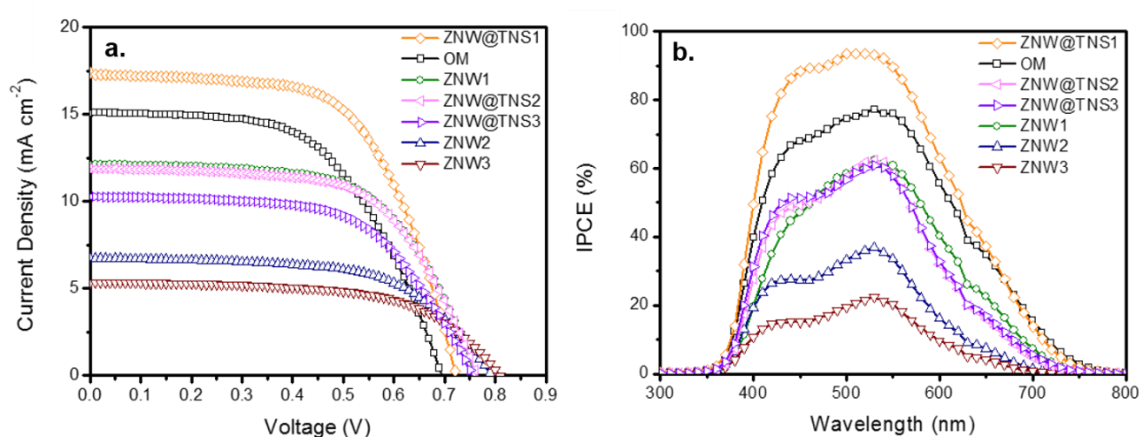 a.
20
15
10
5
0
Current Density (mA cm⁻²)
0.0 0.1 0.2 0.3 0.4 0.5 0.6 0.7 0.8 0.9
Voltage (V)
ZNW@TNS1
OM
ZNW1
ZNW@TNS2
ZNW@TNS3
ZNW2
ZNW3
b.
100
80
60
40
20
0
IPCE (%)
300 400 500 600 700 800
Wavelength (nm)
ZNW@TNS1
OM
ZNW@TNS2
ZNW@TNS3
ZNW1
ZNW2
ZNW3